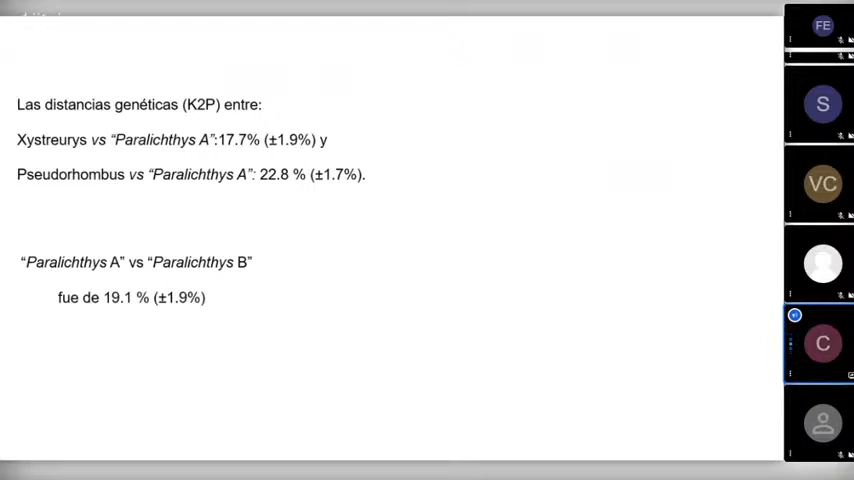 Las distancias genéticas (K2P) entre:
Xystreurys vs “Paralichthys A”:17.7% (±1.9%) y
Pseudorhombus vs “Paralichthys A”: 22.8 % (±1.7%).
“Paralichthys A” vs “Paralichthys B”
fue de 19.1 % (±1.9%)
FE
S
VC
C